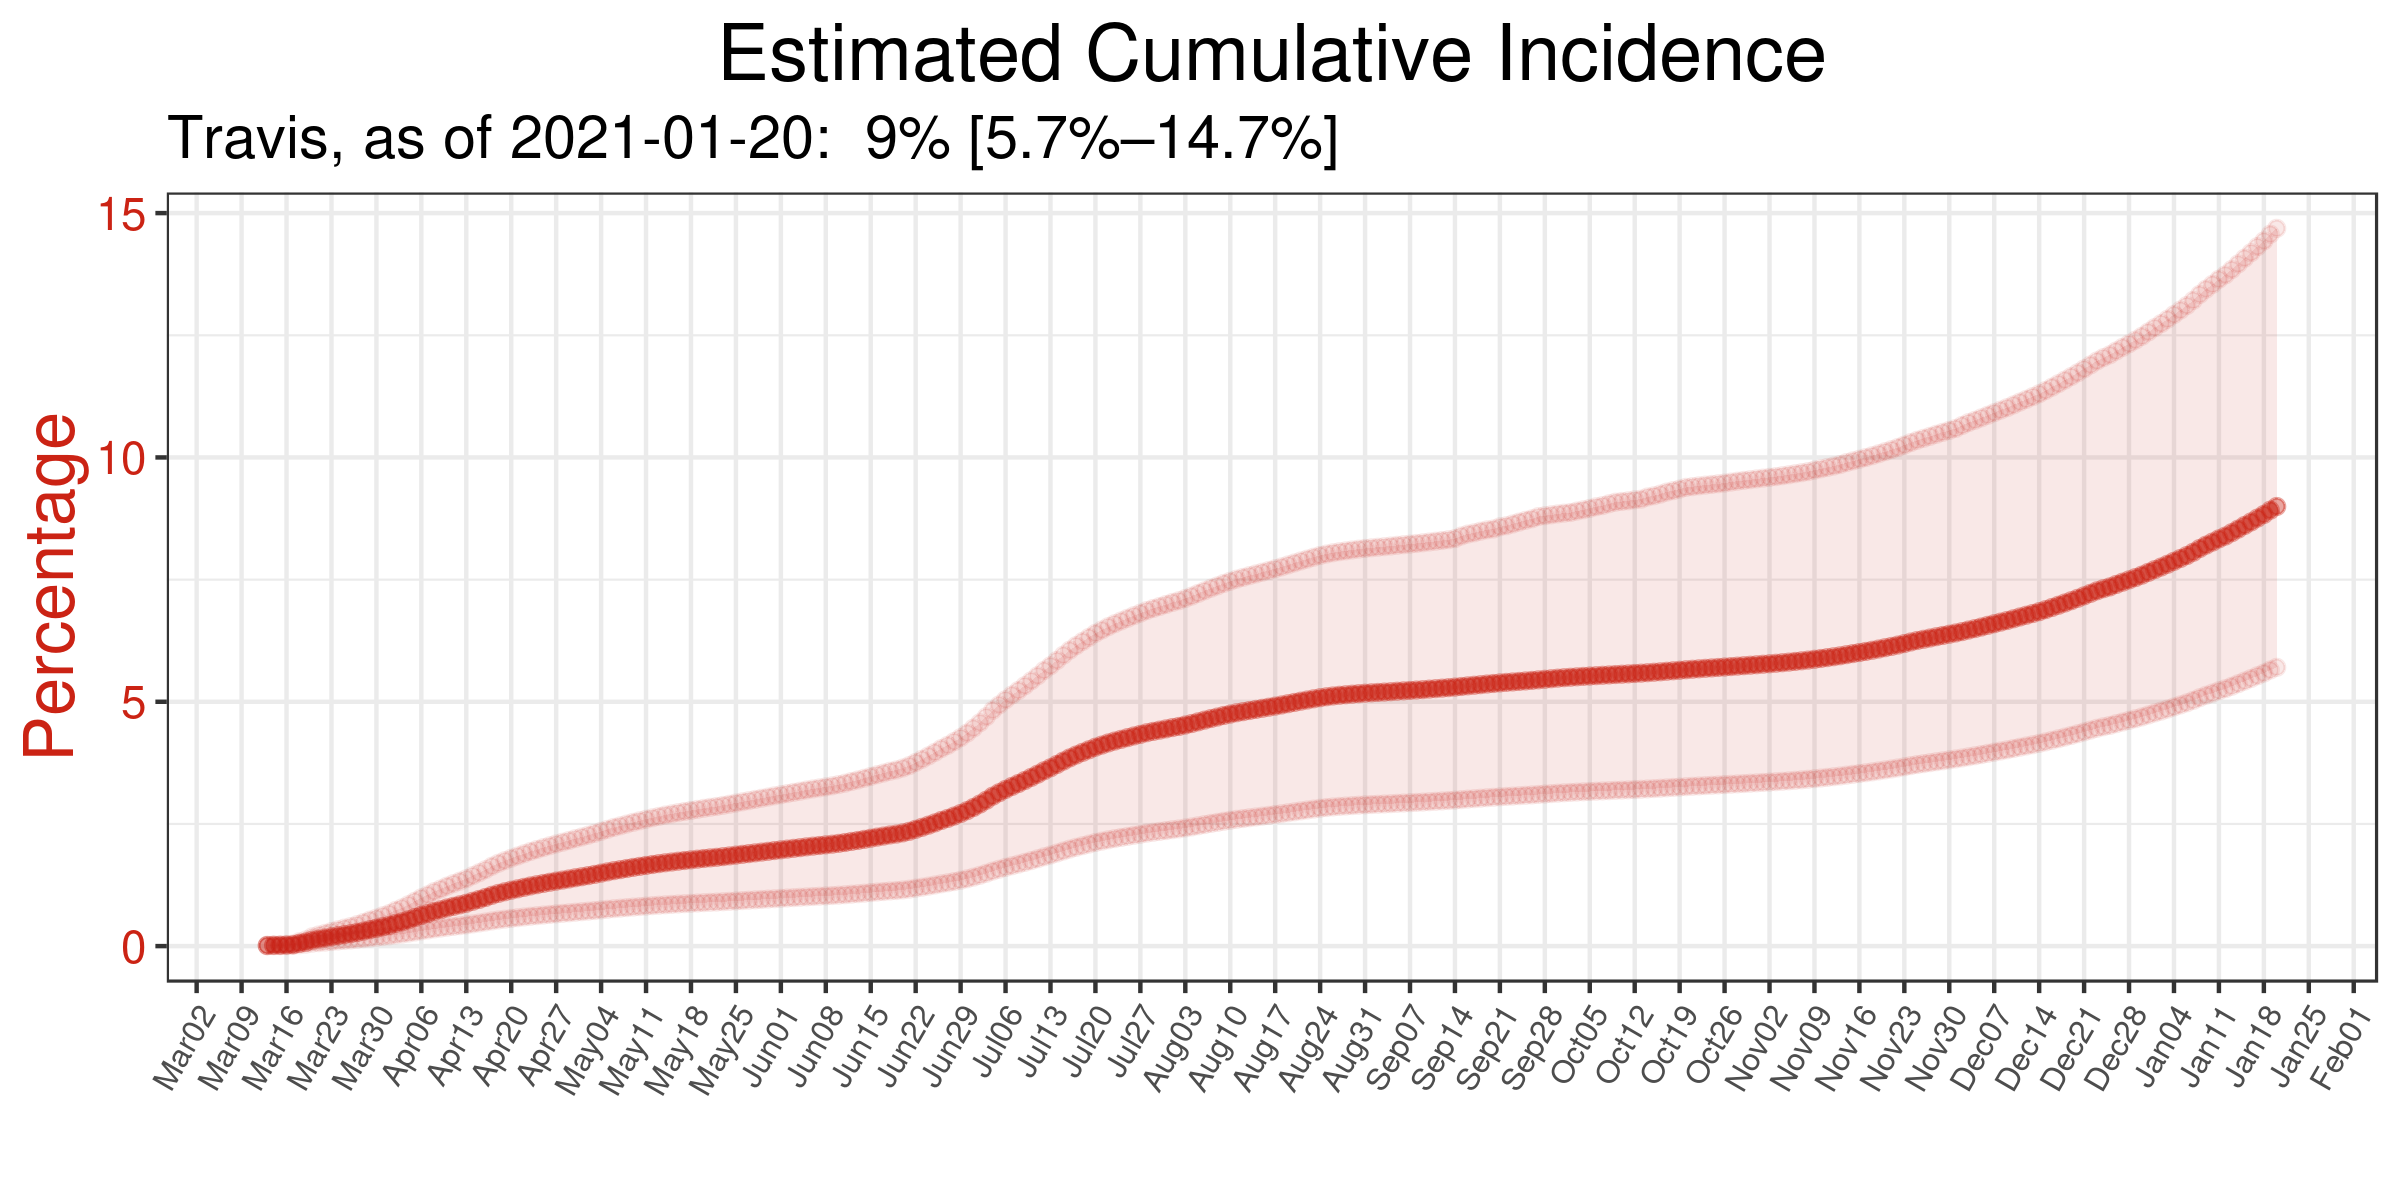 Estimated Cumulative Incidence
Travis, as of 2021-01-20:  9% [5.7%–14.7%]
Percentage
15
10
5
0
Mar02
Mar09
Mar16
Mar23
Mar30
Apr06
Apr13
Apr20
Apr27
May04
May11
May18
May25
Jun01
Jun08
Jun15
Jun22
Jun29
Jul06
Jul13
Jul20
Jul27
Aug03
Aug10
Aug17
Aug24
Aug31
Sep07
Sep14
Sep21
Sep28
Oct05
Oct12
Oct19
Oct26
Nov02
Nov09
Nov16
Nov23
Nov30
Dec07
Dec14
Dec21
Dec28
Jan04
Jan11
Jan18
Jan25
Feb01